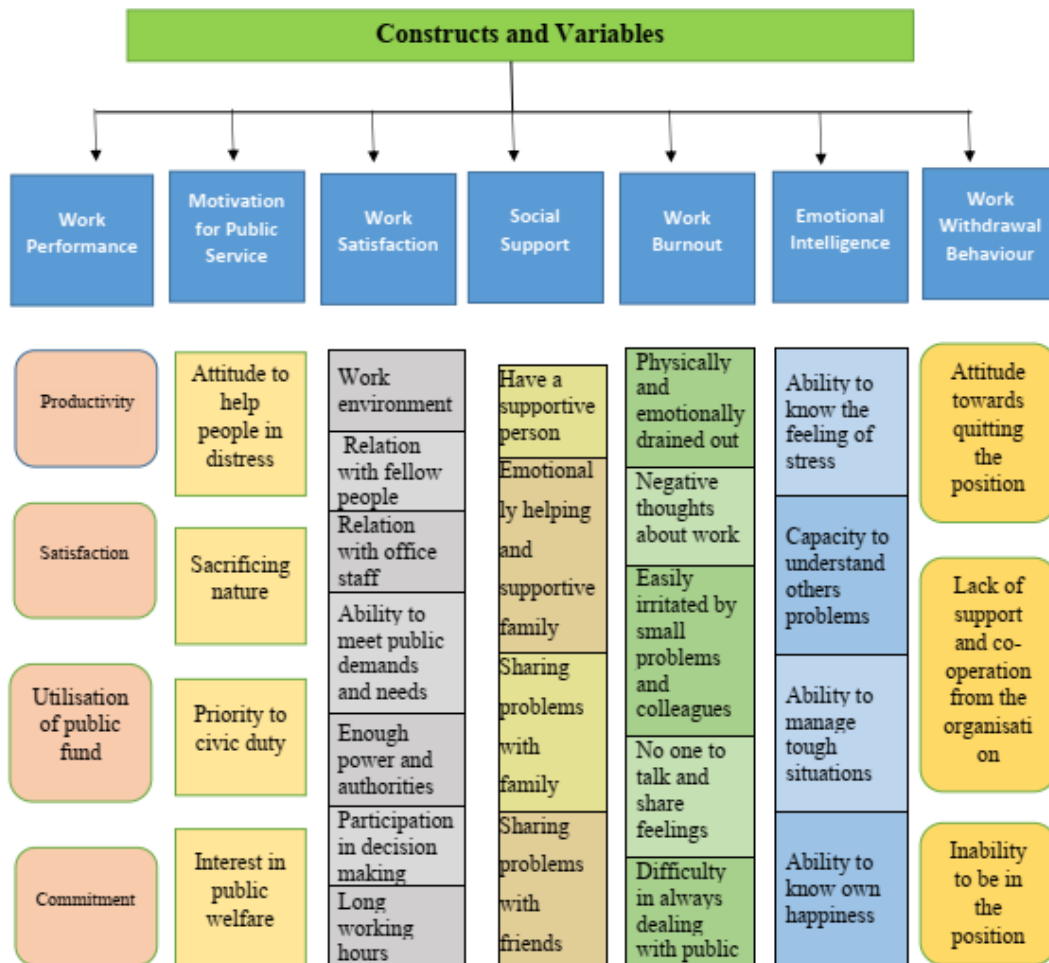 Constructs and Variables
Work
Performance
Motivation
for Public
Service
Work
Satisfaction
Social
Support
Work
Burnout
Emotional
Intelligence
Work
Withdrawal
Behaviour
Productivity
Satisfaction
Utilisation
of public
fund
Commitment
Attitude to
help
people in
distress
Sacrificing
nature
Priority to
civic duty
Interest in
public
welfare
Work
environment
Relation
with fellow
people
Relation
with office
staff
Ability to
meet public
demands
and needs
Enough
power and
authorities
Participation
in decision
making
Long
working
hours
Have a
supportive
person
Emotional
ly helping
and
supportive
family
Sharing
problems
with
family
Sharing
problems
with
friends
Physically
and
emotionally
drained out
Negative
thoughts
about work
Easily
irritated by
small
problems
and
colleagues
No one to
talk and
share
feelings
Difficulty
in always
dealing
with public
Ability to
know the
feeling of
stress
Capacity to
understand
others
problems
Ability to
manage
tough
situations
Ability to
know own
happiness
Attitude
towards
quitting
the
position
Lack of
support
and co-
operation
from the
organisati
on
Inability
to be in
the
position